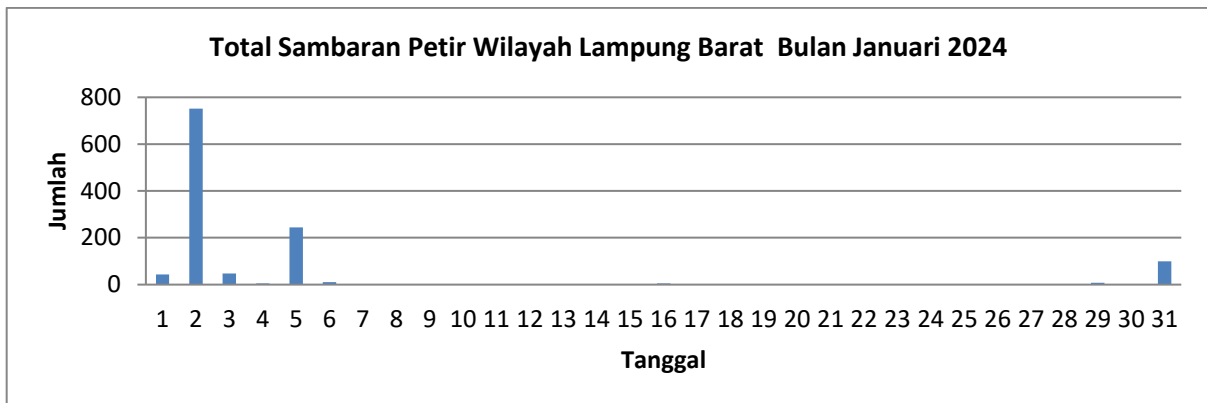 Total Sambaran Petir Wilayah Lampung Barat  Bulan Januari 2024
800
600
400
200
0
Jumlah
1 2 3 4 5 6 7 8 9 10 11 12 13 14 15 16 17 18 19 20 21 22 23 24 25 26 27 28 29 30 31
Tanggal